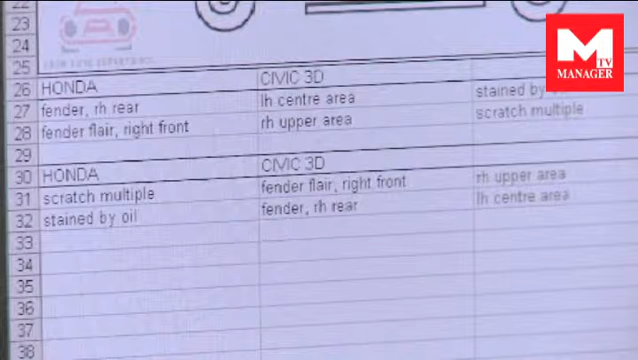 22
23
24
25
26 HONDA CIVIC 3D
27 fender, rh rear lh centre area stained by
28 fender flair, right front rh upper area scratch multiple
29
30 HONDA CIVIC 3D
31 scratch multiple fender flair, right front rh upper area
32 stained by oil fender, rh rear lh centre area
33
34
35
36
37
38
M
TV
MANAGER